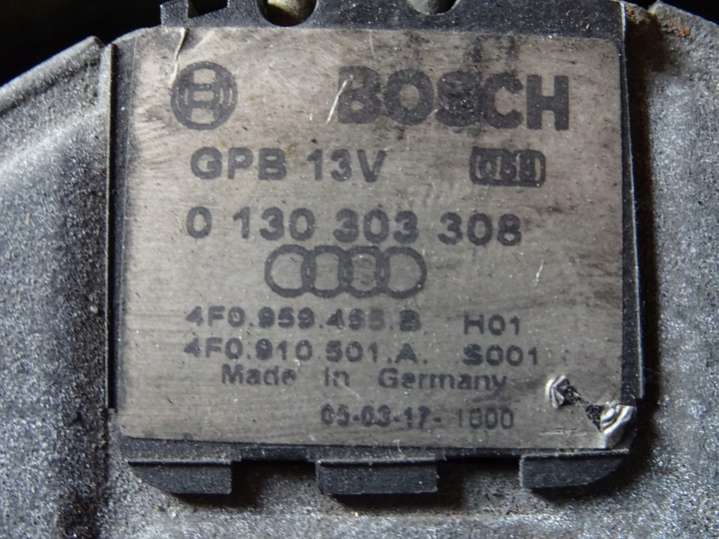 BOSCH
GPB 13V
0 130 303 308
4F0.959.455.B H01
4F0.910.501.A. S001
Made in Germany
05-03-17- 1000